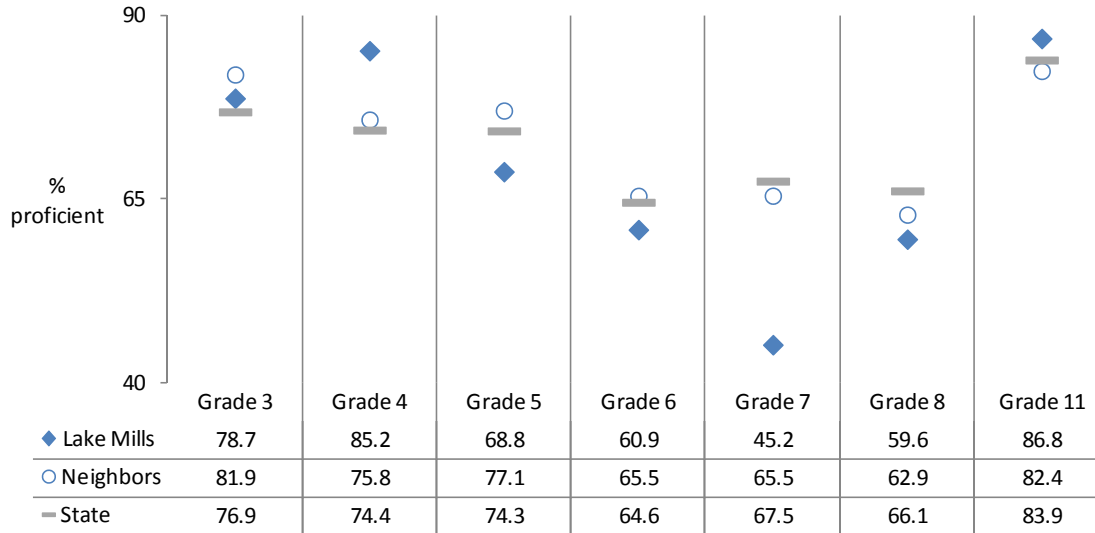 90
%
proficient
65
40
Grade 3 Grade 4 Grade 5 Grade 6 Grade 7 Grade 8 Grade 11
Lake Mills 78.7 85.2 68.8 60.9 45.2 59.6 86.8
Neighbors 81.9 75.8 77.1 65.5 65.5 62.9 82.4
State 76.9 74.4 74.3 64.6 67.5 66.1 83.9